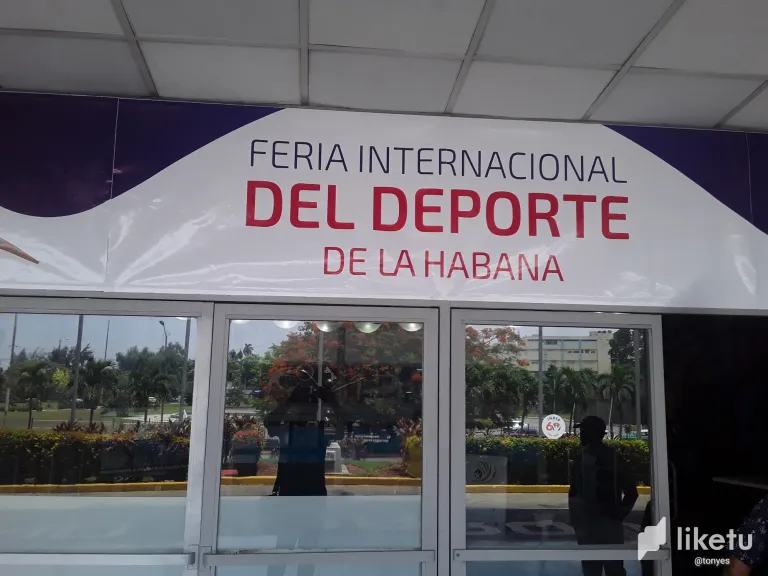 FERIA INTERNACIONAL
DEL DEPORTE
DE LA HABANA
liketu
@tonyes